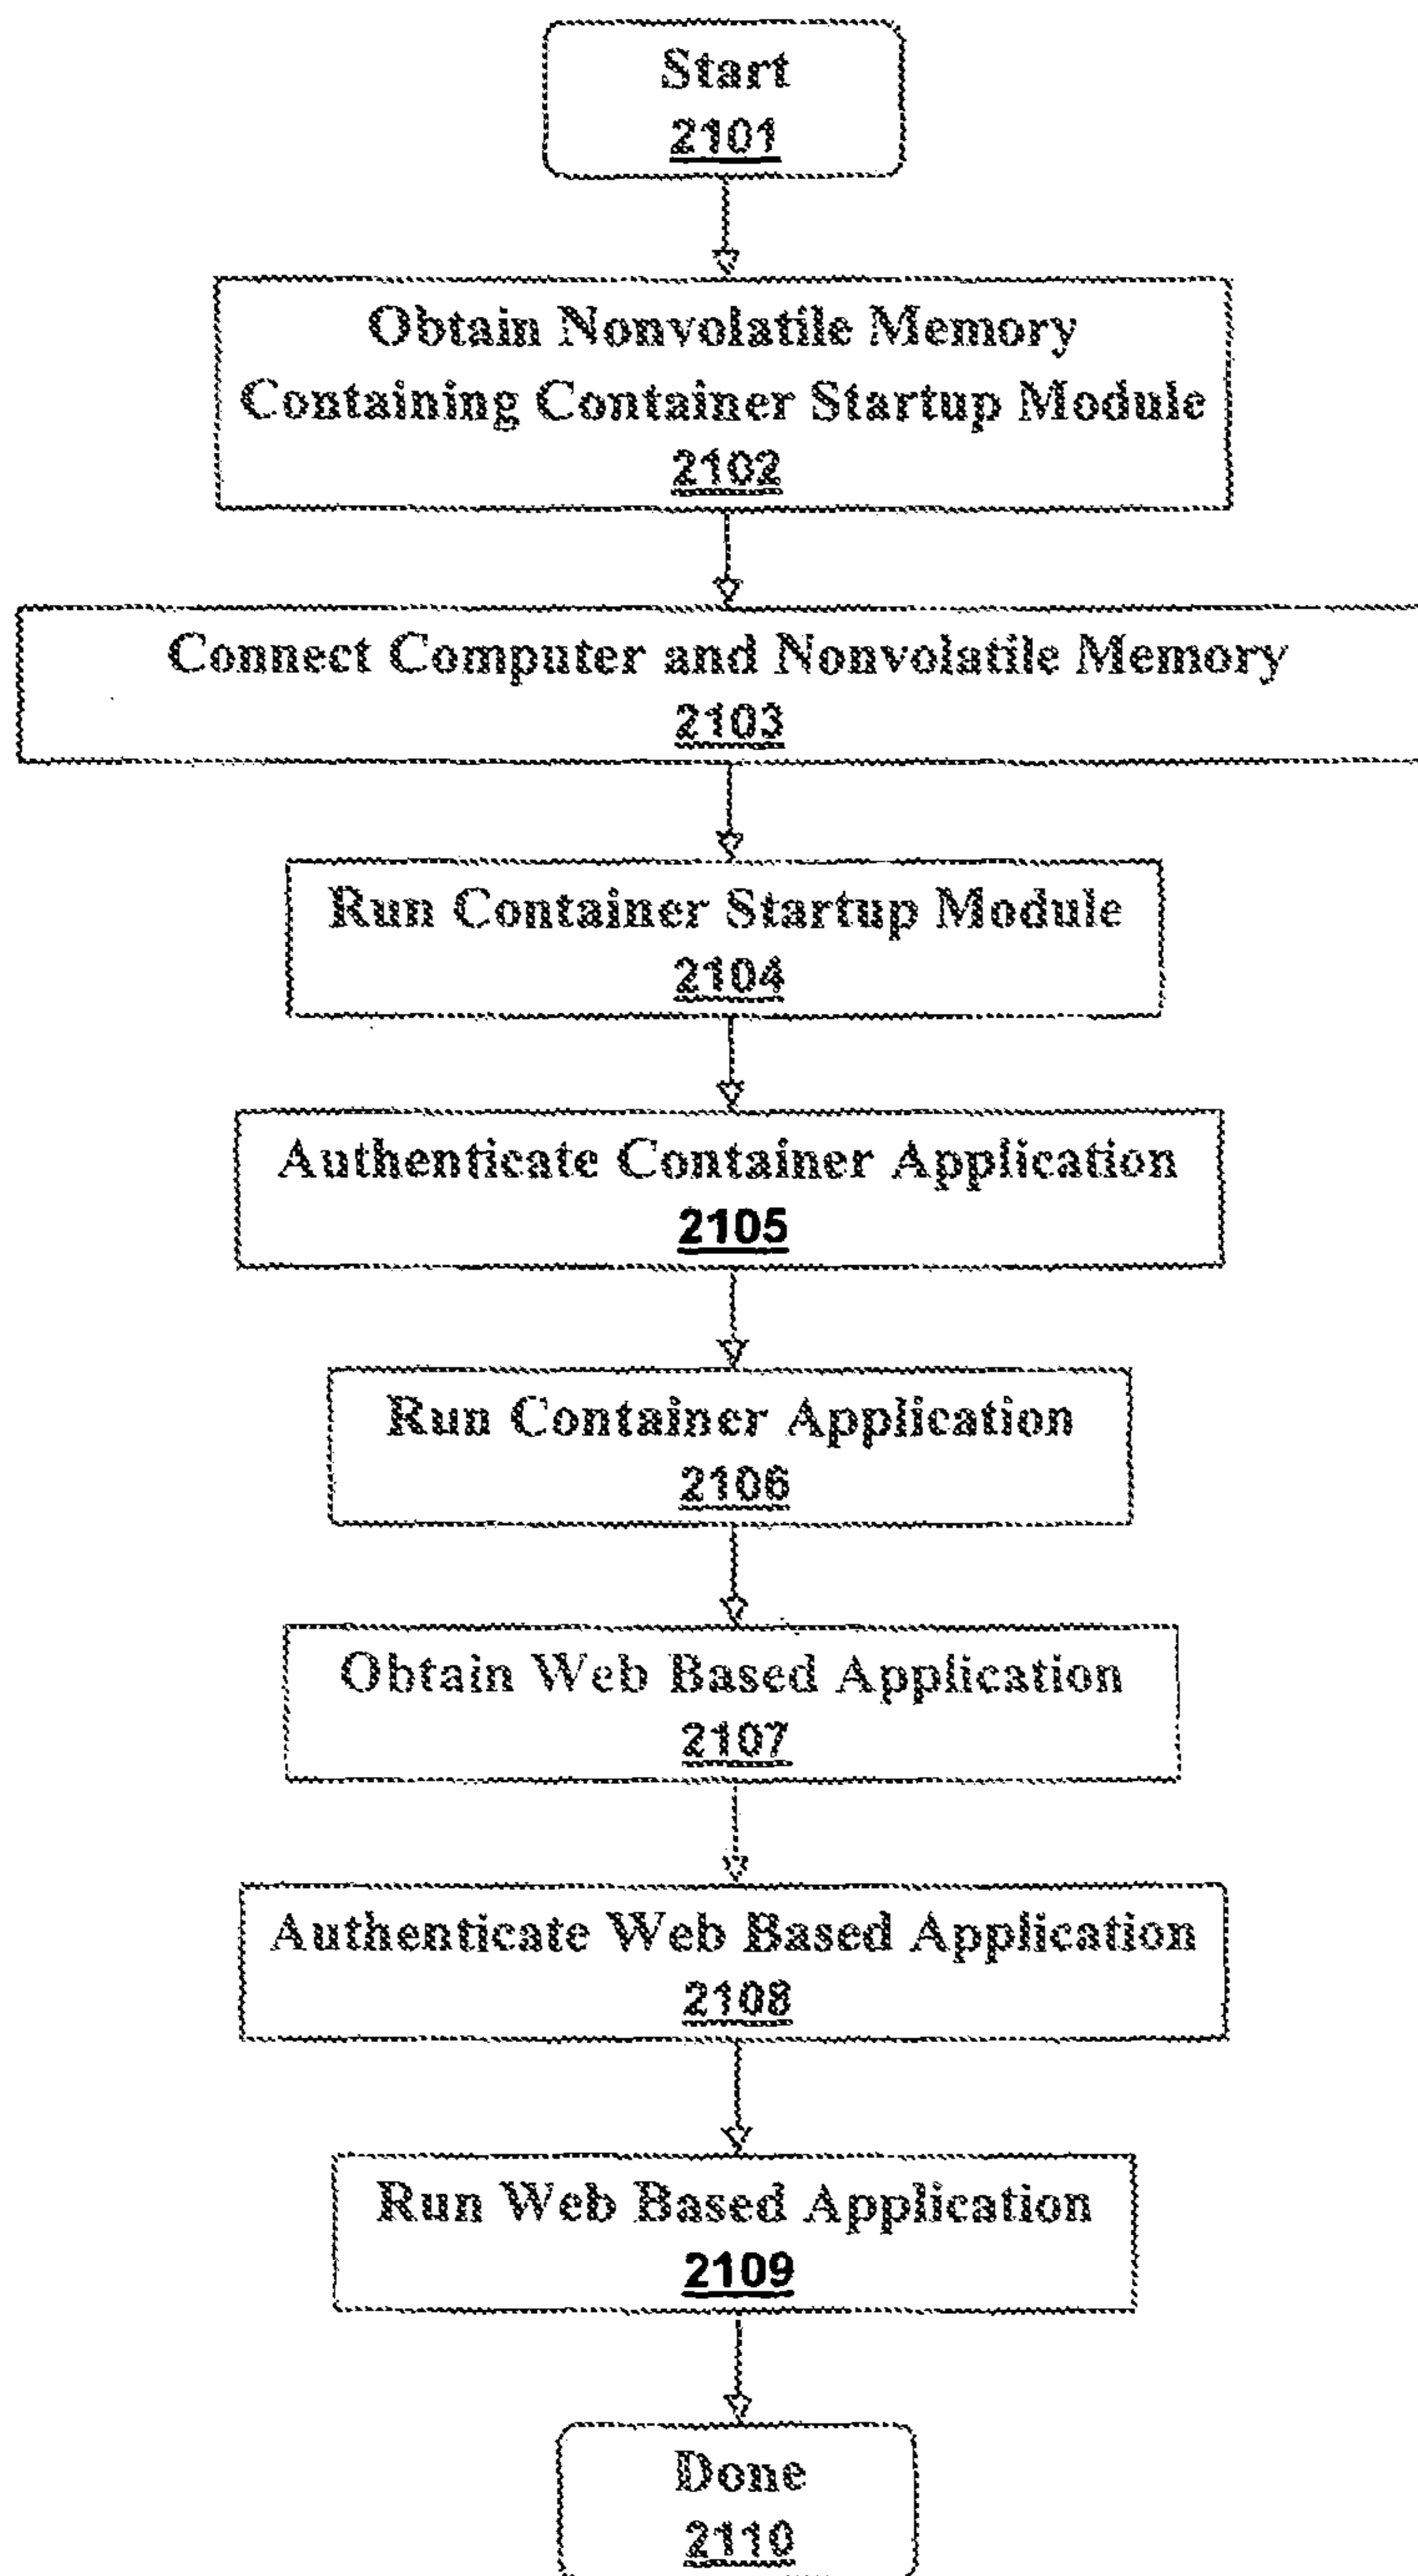 Start
2101
Obtain Nonvolatile Memory
Containing Container Startup Module
2102
Connect Computer and Nonvolatile Memory
2103
Run Container Startup Module
2104
Authenticate Container Application
2105
Run Container Application
2106
Obtain Web Based Application
2107
Authenticate Web Based Application
2108
Run Web Based Application
2109
Done
2110